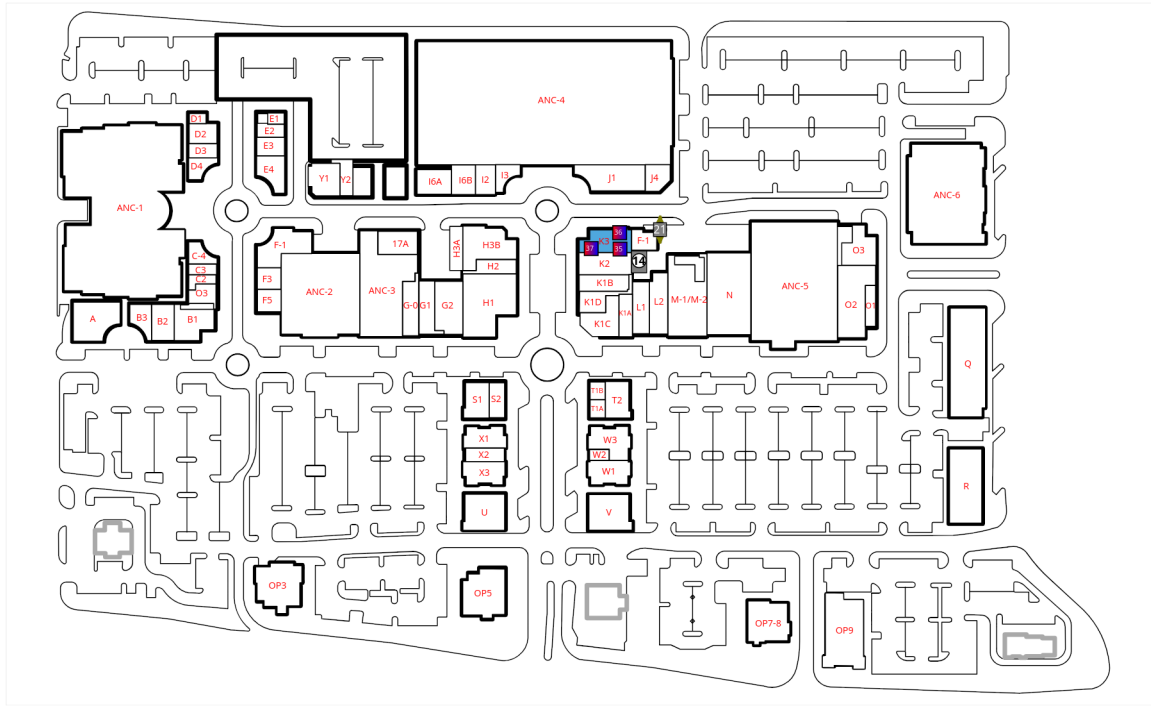 ANC-4
D1
E1
D2
E2
E3
D3
D4
E4
Y1
Y2
I6A
I6B
I2
I3
J1
J4
ANC-6
ANC-1
F-1
17A
H3A
H3B
K3
36
37
35
F-1
21
14
K2
O3
C-4
C3
C2
O3
F3
F5
ANC-2
ANC-3
G-0
G1
G2
H2
H1
K1B
K1D
K1A
K1C
L1
L2
M-1/M-2
N
ANC-5
O2
O1
A
B3
B2
B1
Q
S1
S2
T1B
T1A
T2
X1
X2
X3
W3
W2
W1
R
U
V
OP3
OP5
OP7-8
OP9